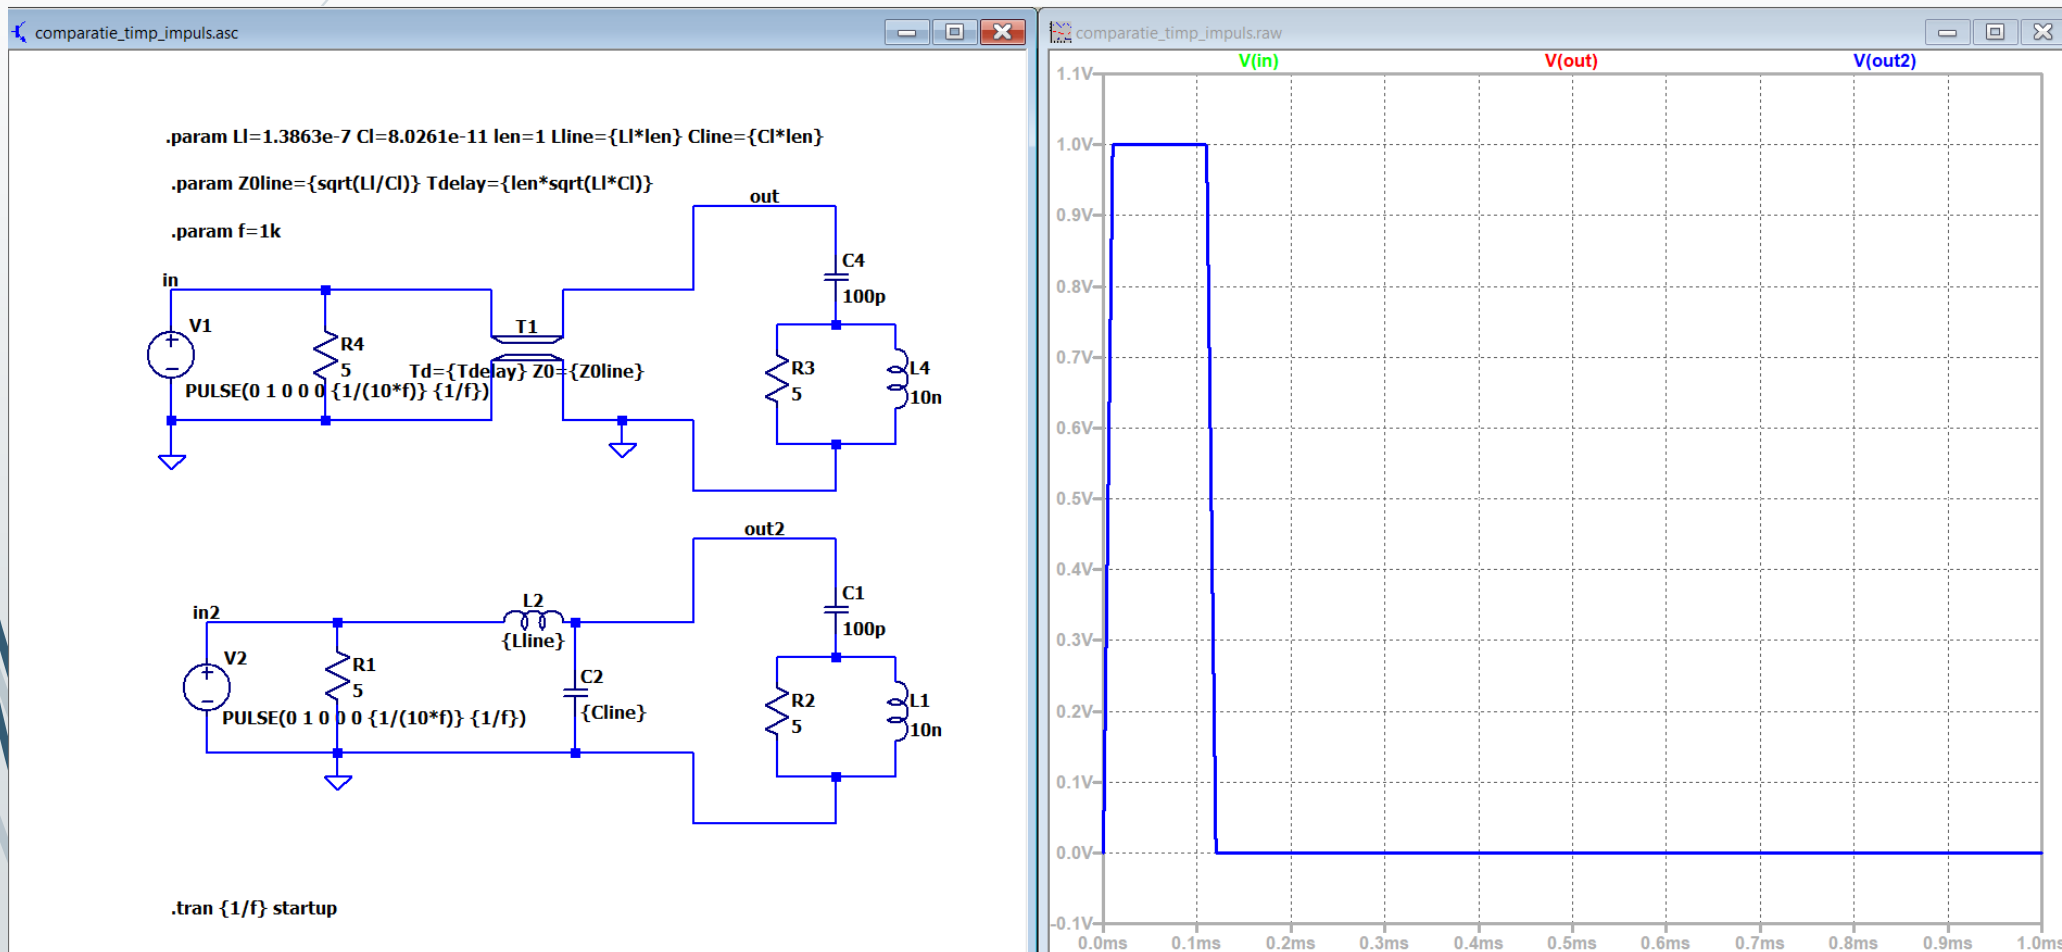 comparatie_timp_impuls.asc
.param Ll=1.3863e-7 Cl=8.0261e-11 len=1 Lline={Ll*len} Cline={Cl*len}
.param Z0line={sqrt(Ll/Cl)} Tdelay={len*sqrt(Ll*Cl)}
.param f=1k
out
in
C4
100p
V1
R4
5
T1
Td={Tdelay} Z0={Z0line}
PULSE(0 1 0 0 0 {1/(10*f)} {1/f})
R3
5
L4
10n
out2
in2
L2
{Lline}
C1
100p
V2
R1
5
C2
{Cline}
PULSE(0 1 0 0 0 {1/(10*f)} {1/f})
R2
5
L1
10n
.tran {1/f} startup
comparatie_timp_impuls.raw
V(in) V(out) V(out2)
1.1V
1.0V
0.9V
0.8V
0.7V
0.6V
0.5V
0.4V
0.3V
0.2V
0.1V
0.0V
-0.1V
0.0ms 0.1ms 0.2ms 0.3ms 0.4ms 0.5ms 0.6ms 0.7ms 0.8ms 0.9ms 1.0ms